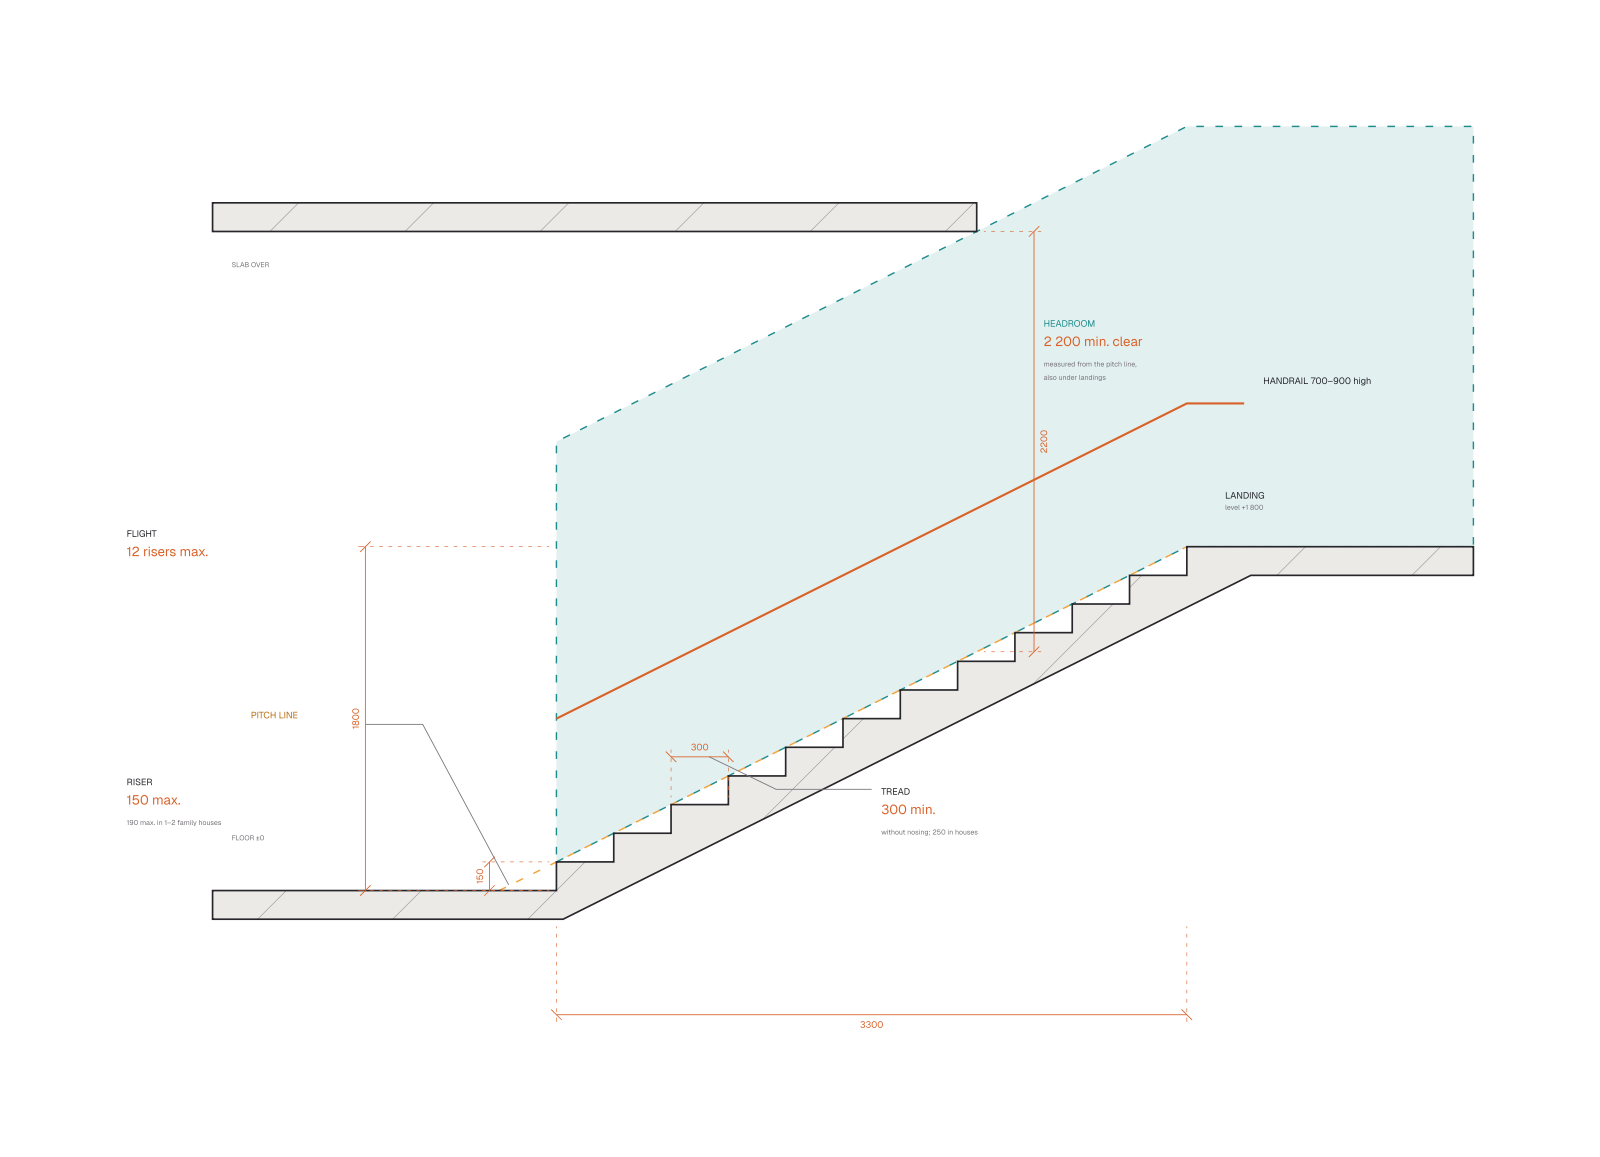 SLAB OVER
HEADROOM
2 200 min. clear
measured from the pitch line,
also under landings
HANDRAIL 700–900 high
2200
LANDING
level +1 800
FLIGHT
12 risers max.
PITCH LINE
1800
300
RISER
150 max.
190 max. in 1–2 family houses
FLOOR ±0
TREAD
300 min.
without nosing; 250 in houses
150
3300